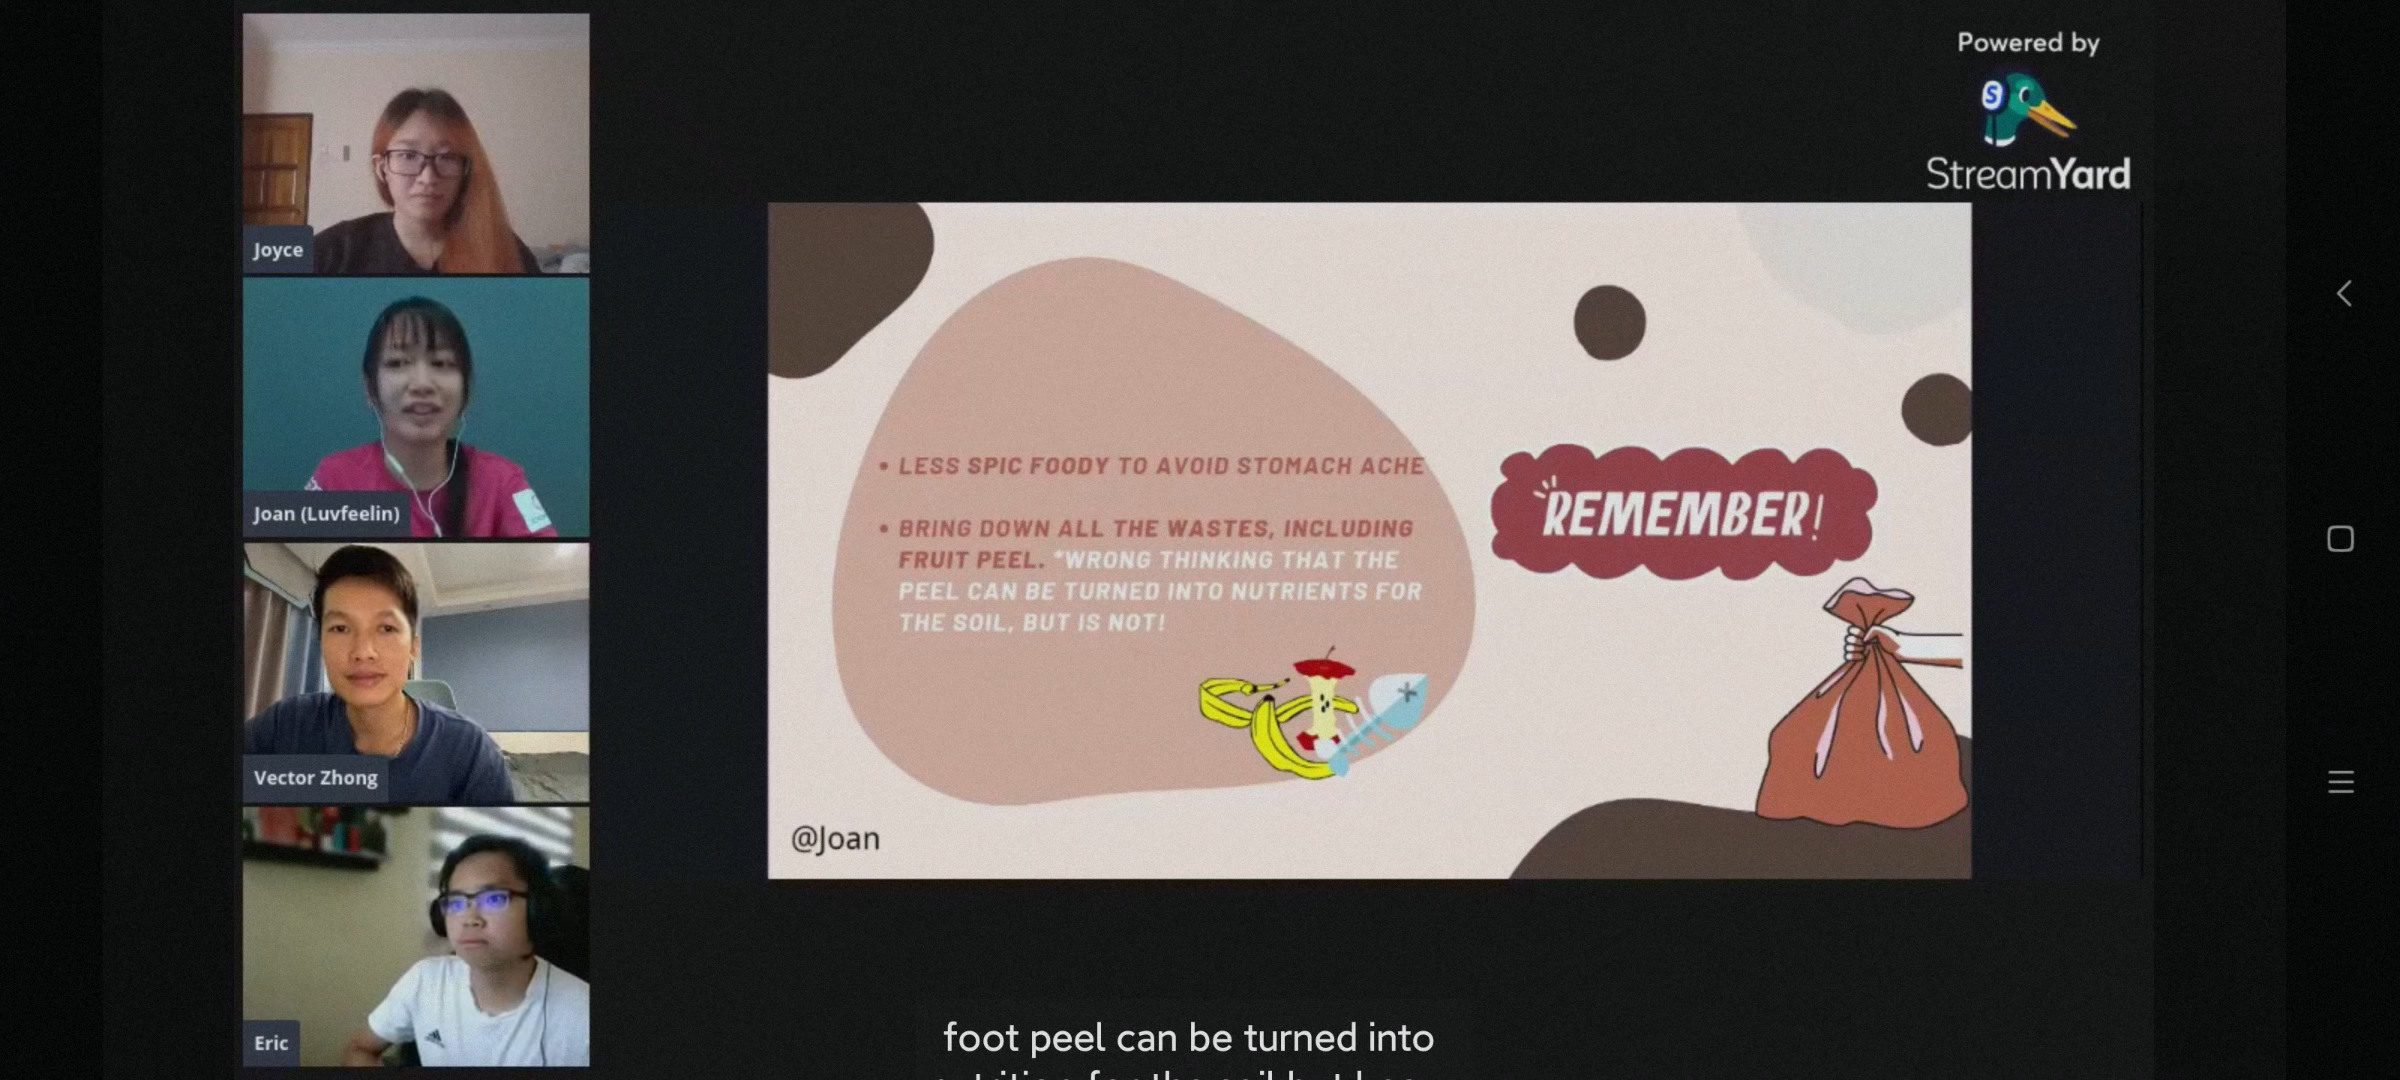 Powered by
StreamYard
Joyce
Joan (Luvfeelin)
Vector Zhong
Eric
• LESS SPIC FOODY TO AVOID STOMACH ACHE
• BRING DOWN ALL THE WASTES, INCLUDING
FRUIT PEEL. *WRONG THINKING THAT THE
PEEL CAN BE TURNED INTO NUTRIENTS FOR
THE SOIL, BUT IS NOT!
REMEMBER!
@Joan
foot peel can be turned into